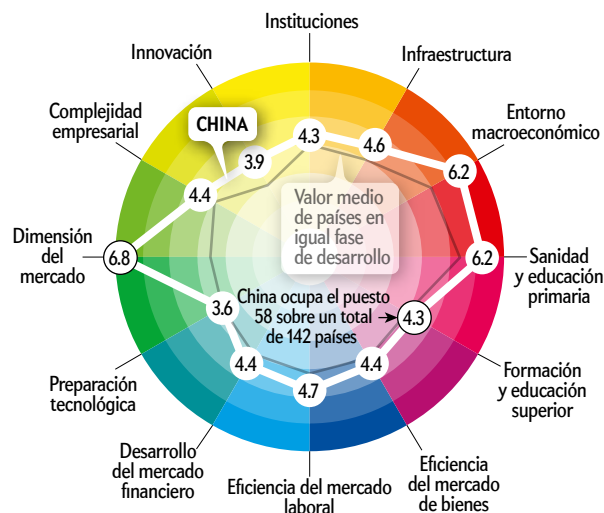 Instituciones
Infraestructura
Entorno
macroeconómico
Sanidad
y educación
primaria
Formación
y educación
superior
Eficiencia
del mercado
de bienes
Eficiencia del mercado
laboral
Desarrollo
del mercado
financiero
Preparación
tecnológica
Dimensión
del mercado
Complejidad
empresarial
Innovación
CHINA
4.3
4.6
6.2
6.2
4.3
4.4
4.7
4.4
3.6
6.8
4.4
3.9
Valor medio
de países en
igual fase
de desarrollo
China ocupa el puesto
58 sobre un total
de 142 países